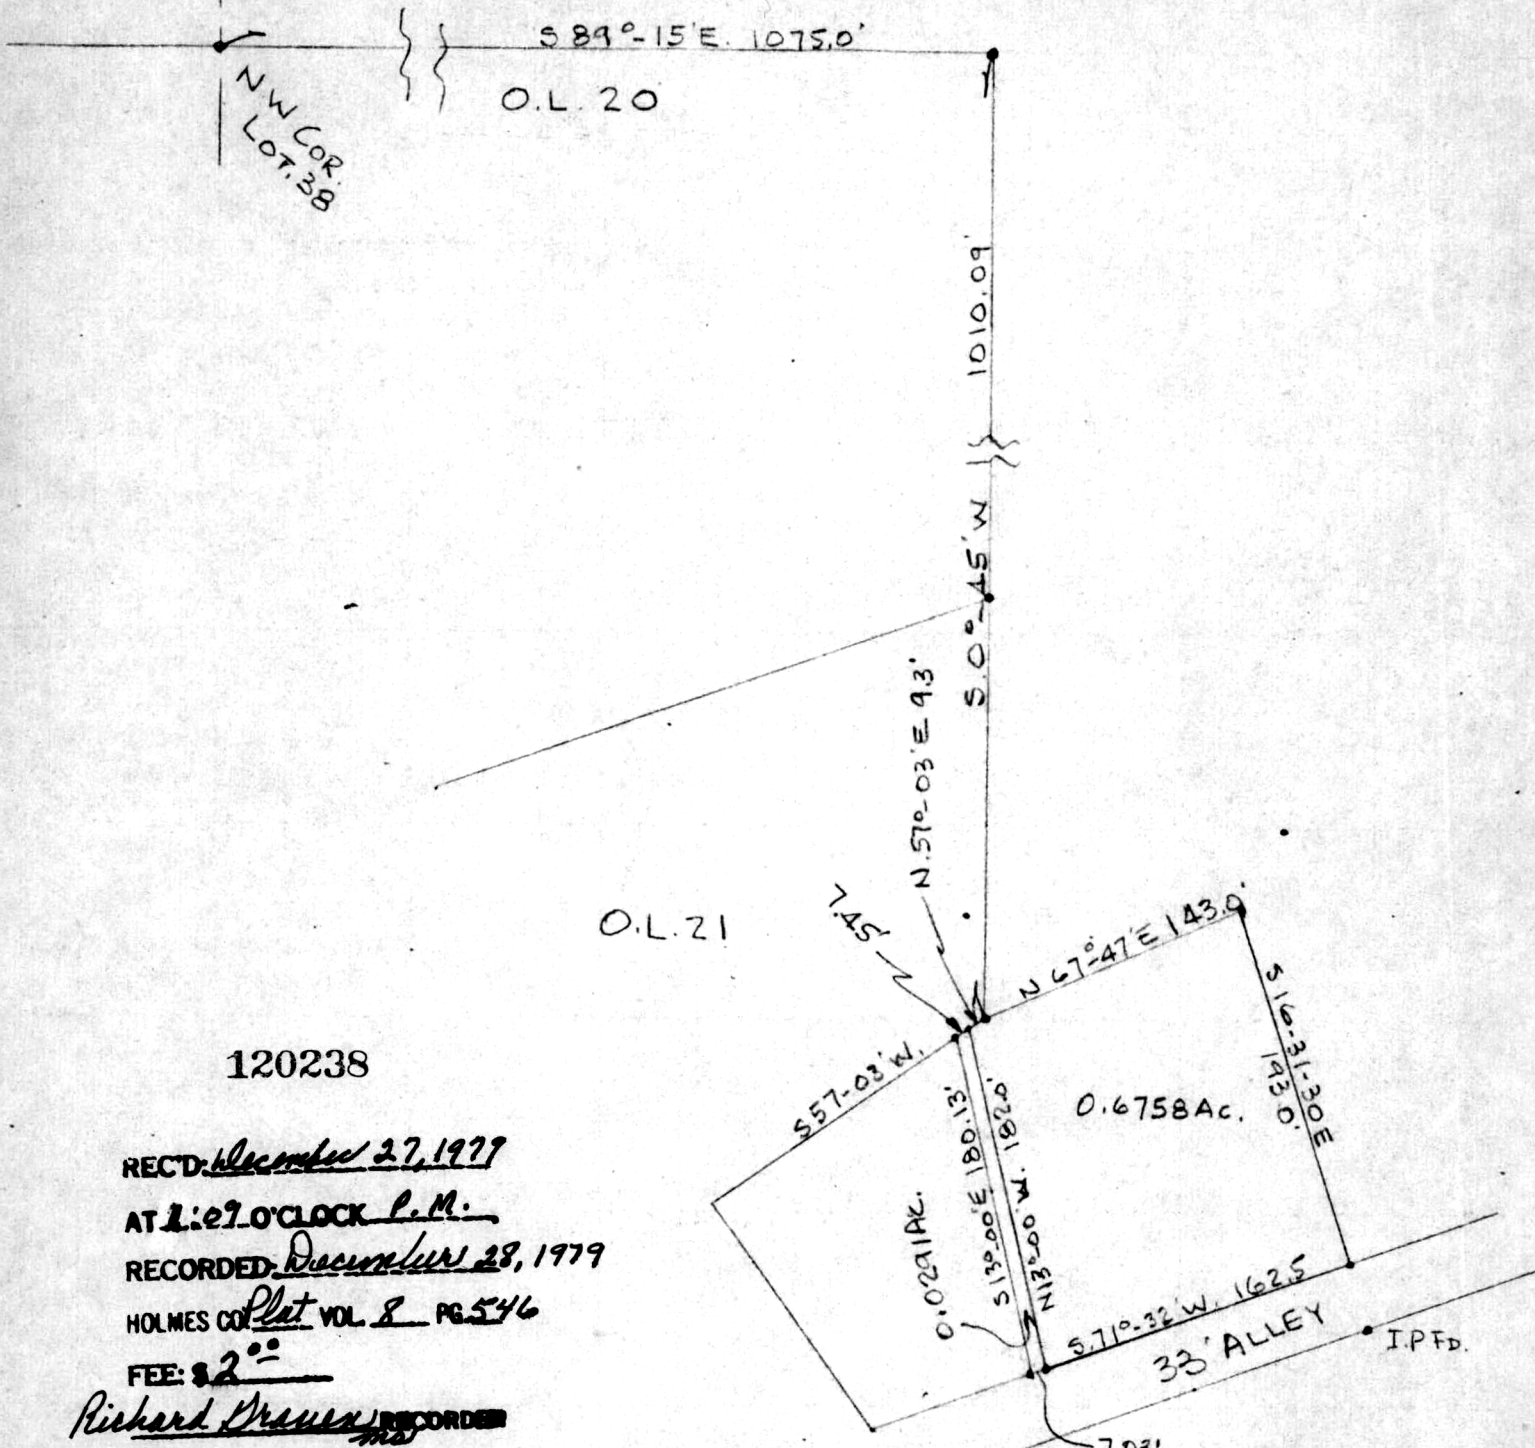 S 89°-15'E. 1075.0'
O.L. 20
N W COR.
LOT. 38
1010.09'
S. 0°-45' W
N. 57°-03' E 9.3'
7.45'
O.L. 21
N 67°-47' E 143.0'
S 16-31-30 E
193.0'
S 57-03' W.
0.6758 Ac.
S 13°-00' E 180.13'
N 13°-00' W. 182.0'
0.0291 Ac.
S. 71°-32' W. 162.5
33' ALLEY
I.P. FD.
120238
REC'D: December 27, 1979
AT :09 O'CLOCK P.M.
RECORDED: December 28, 1979
HOLMES CO. Plat VOL. 8 PG. 546
FEE: $ 2.00
Richard RECORDER